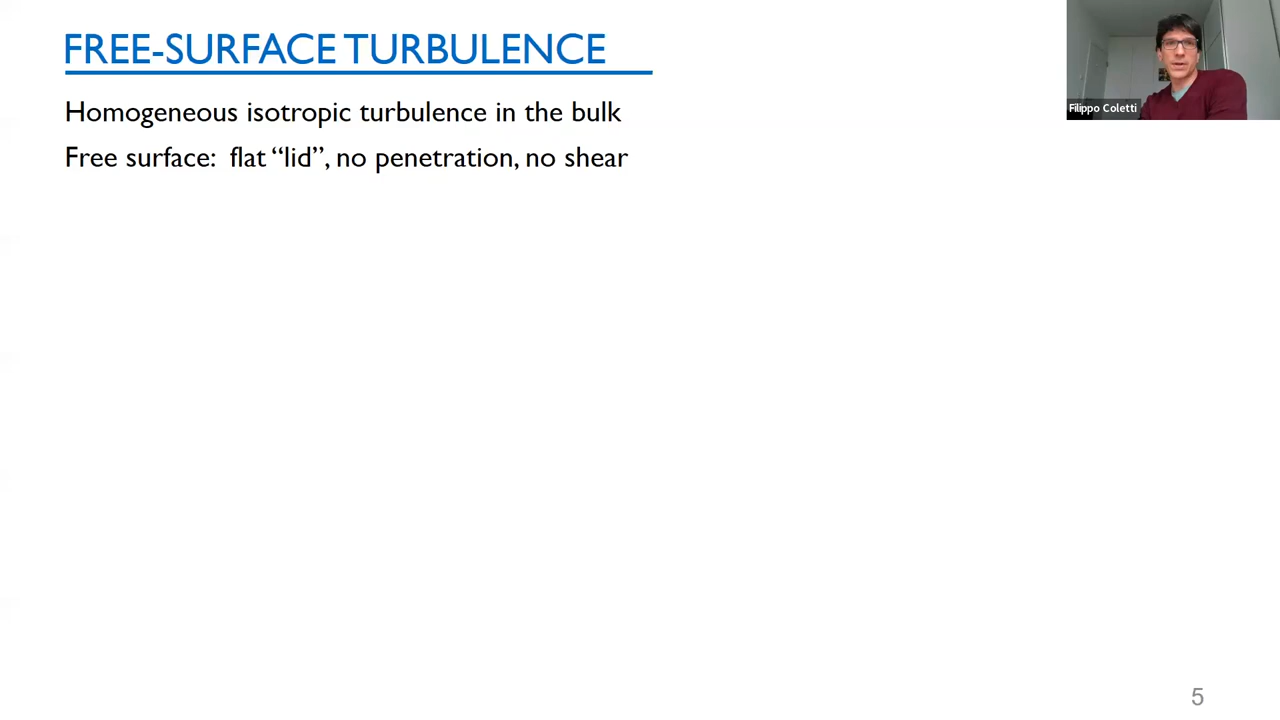 FREE-SURFACE TURBULENCE
Homogeneous isotropic turbulence in the bulk
Free surface: flat “lid”, no penetration, no shear
Filippo Coletti
5